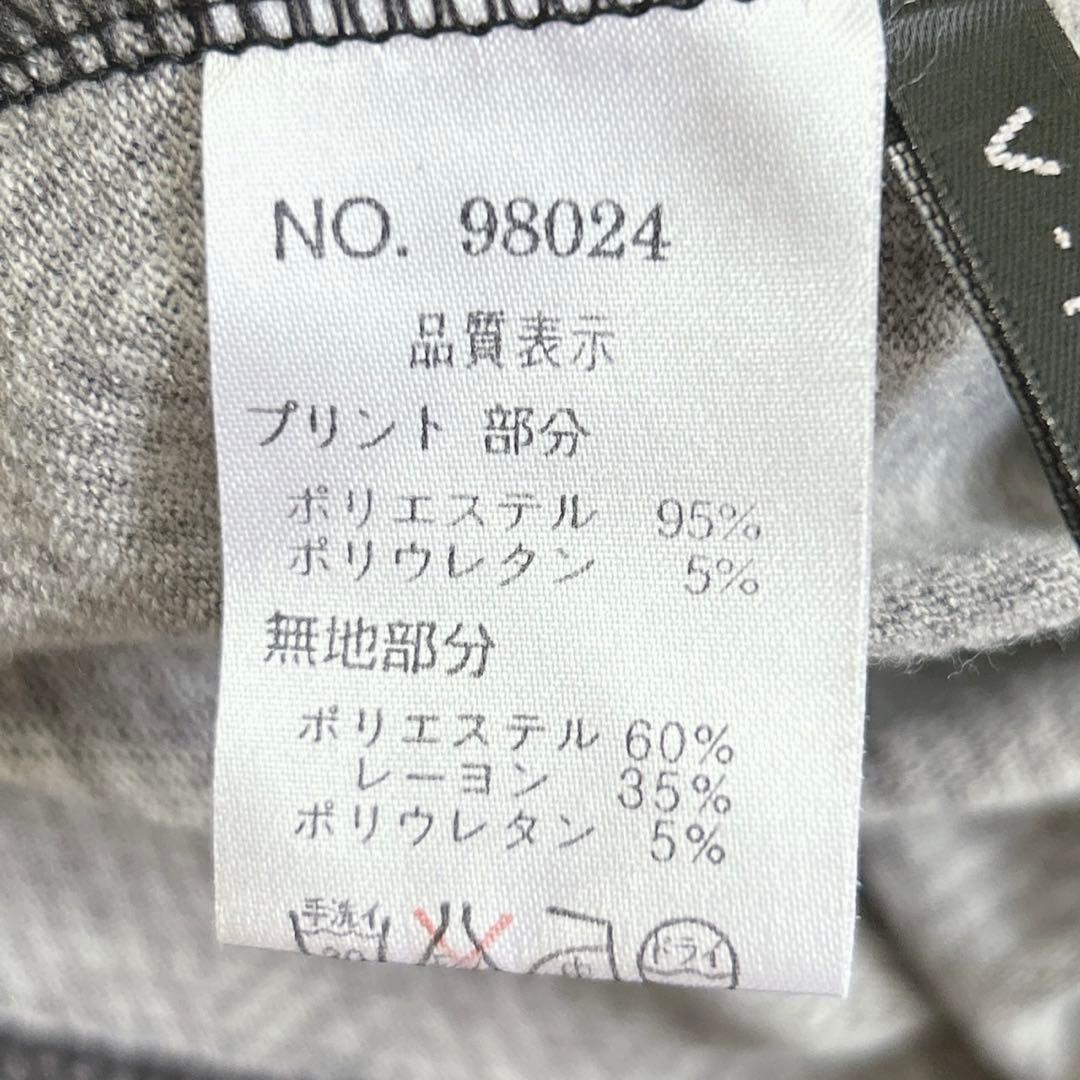 NO. 98024
品質表示
プリント 部分
ポリエステル 95%
ポリウレタン 5%
無地部分
ポリエステル 60%
レーヨン 35%
ポリウレタン 5%
手洗イ
ドライ